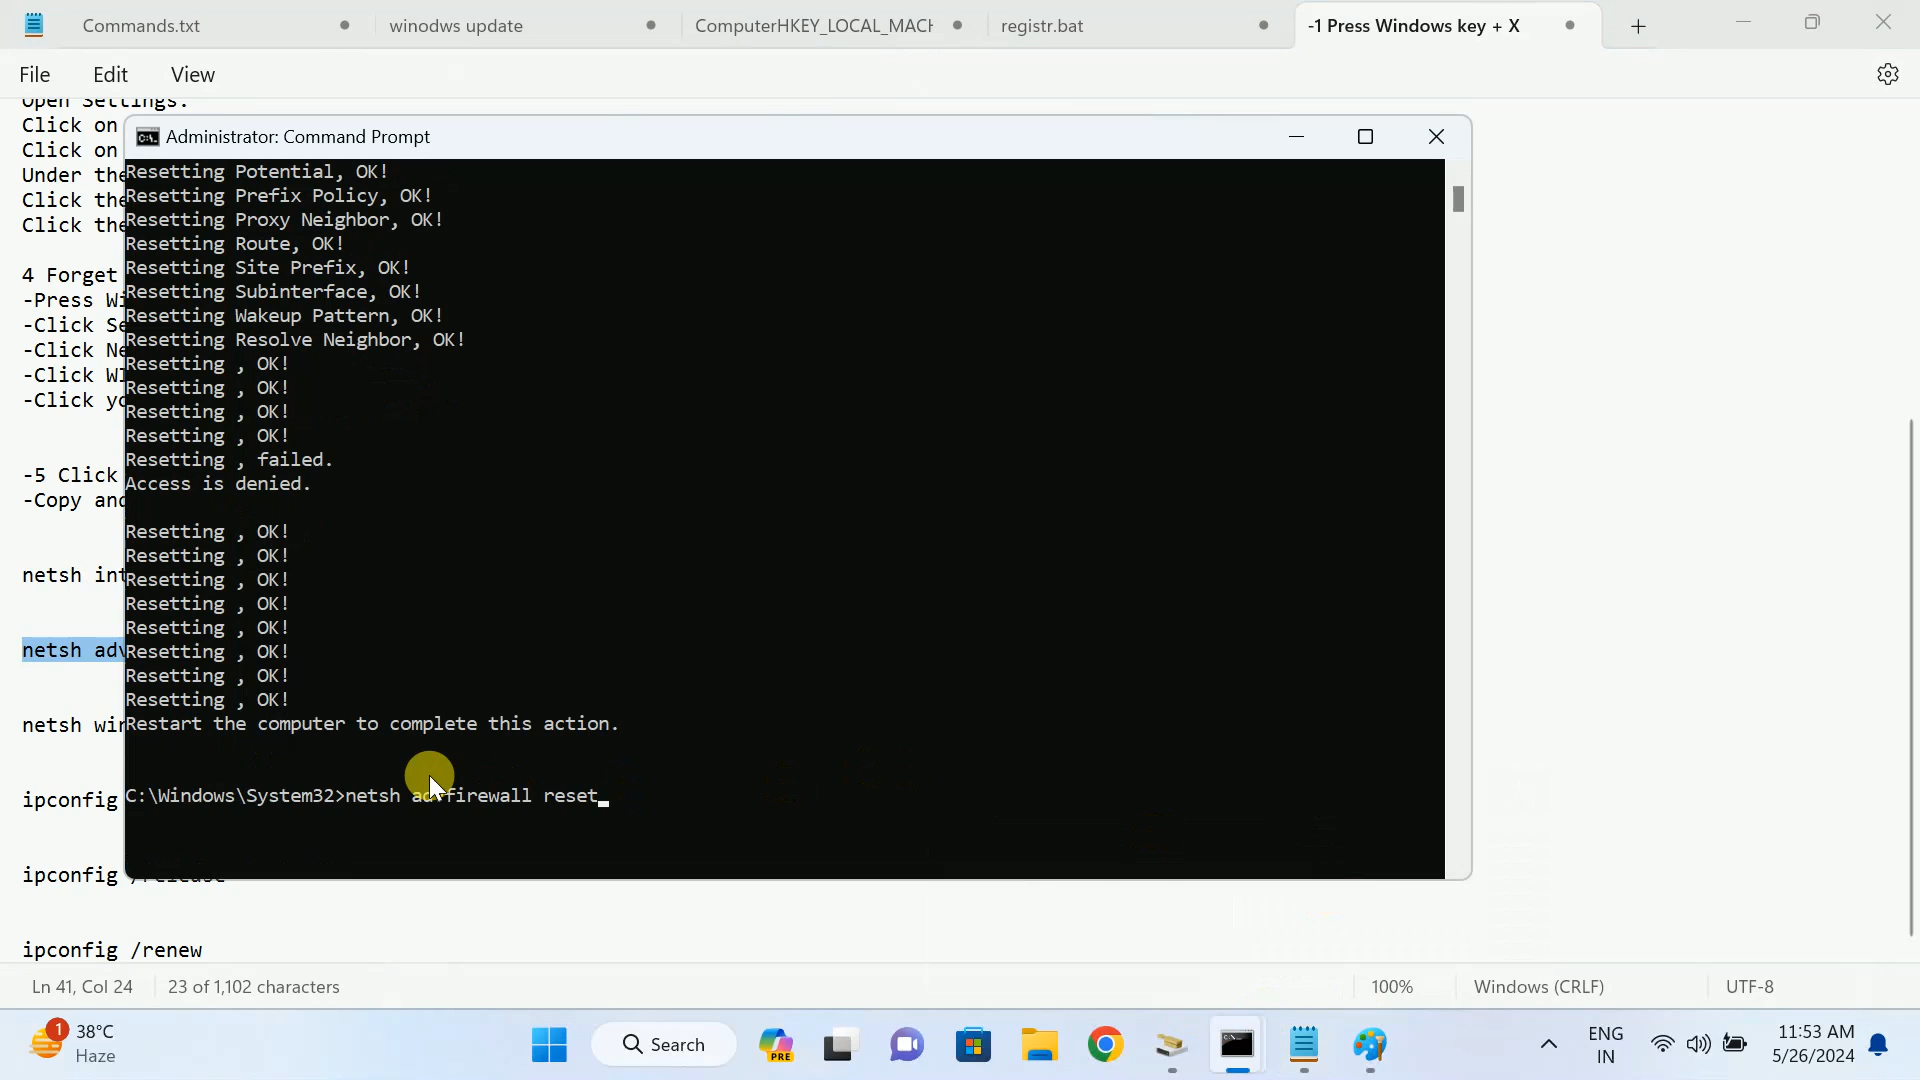 Commands.txt
winodws update
ComputerHKEY_LOCAL_MACH
registr.bat
-1 Press Windows key + X
File
Edit
View
Open Settings.
Click on
Click on
Under the
Click the
Click the
4 Forget
-Press Wi
-Click Se
-Click Ne
-Click WI
-Click yo
-5 Click
-Copy and
netsh int
netsh adv
netsh win
ipconfig
ipconfig /release
ipconfig /renew
Administrator: Command Prompt
Resetting Potential, OK!
Resetting Prefix Policy, OK!
Resetting Proxy Neighbor, OK!
Resetting Route, OK!
Resetting Site Prefix, OK!
Resetting Subinterface, OK!
Resetting Wakeup Pattern, OK!
Resetting Resolve Neighbor, OK!
Resetting , OK!
Resetting , OK!
Resetting , OK!
Resetting , OK!
Resetting , failed.
Access is denied.
Resetting , OK!
Resetting , OK!
Resetting , OK!
Resetting , OK!
Resetting , OK!
Resetting , OK!
Resetting , OK!
Resetting , OK!
Restart the computer to complete this action.
C:\Windows\System32>netsh advfirewall reset
Ln 41, Col 24
23 of 1,102 characters
100%
Windows (CRLF)
UTF-8
1
38°C
Haze
Search
PRE
ENG
IN
11:53 AM
5/26/2024